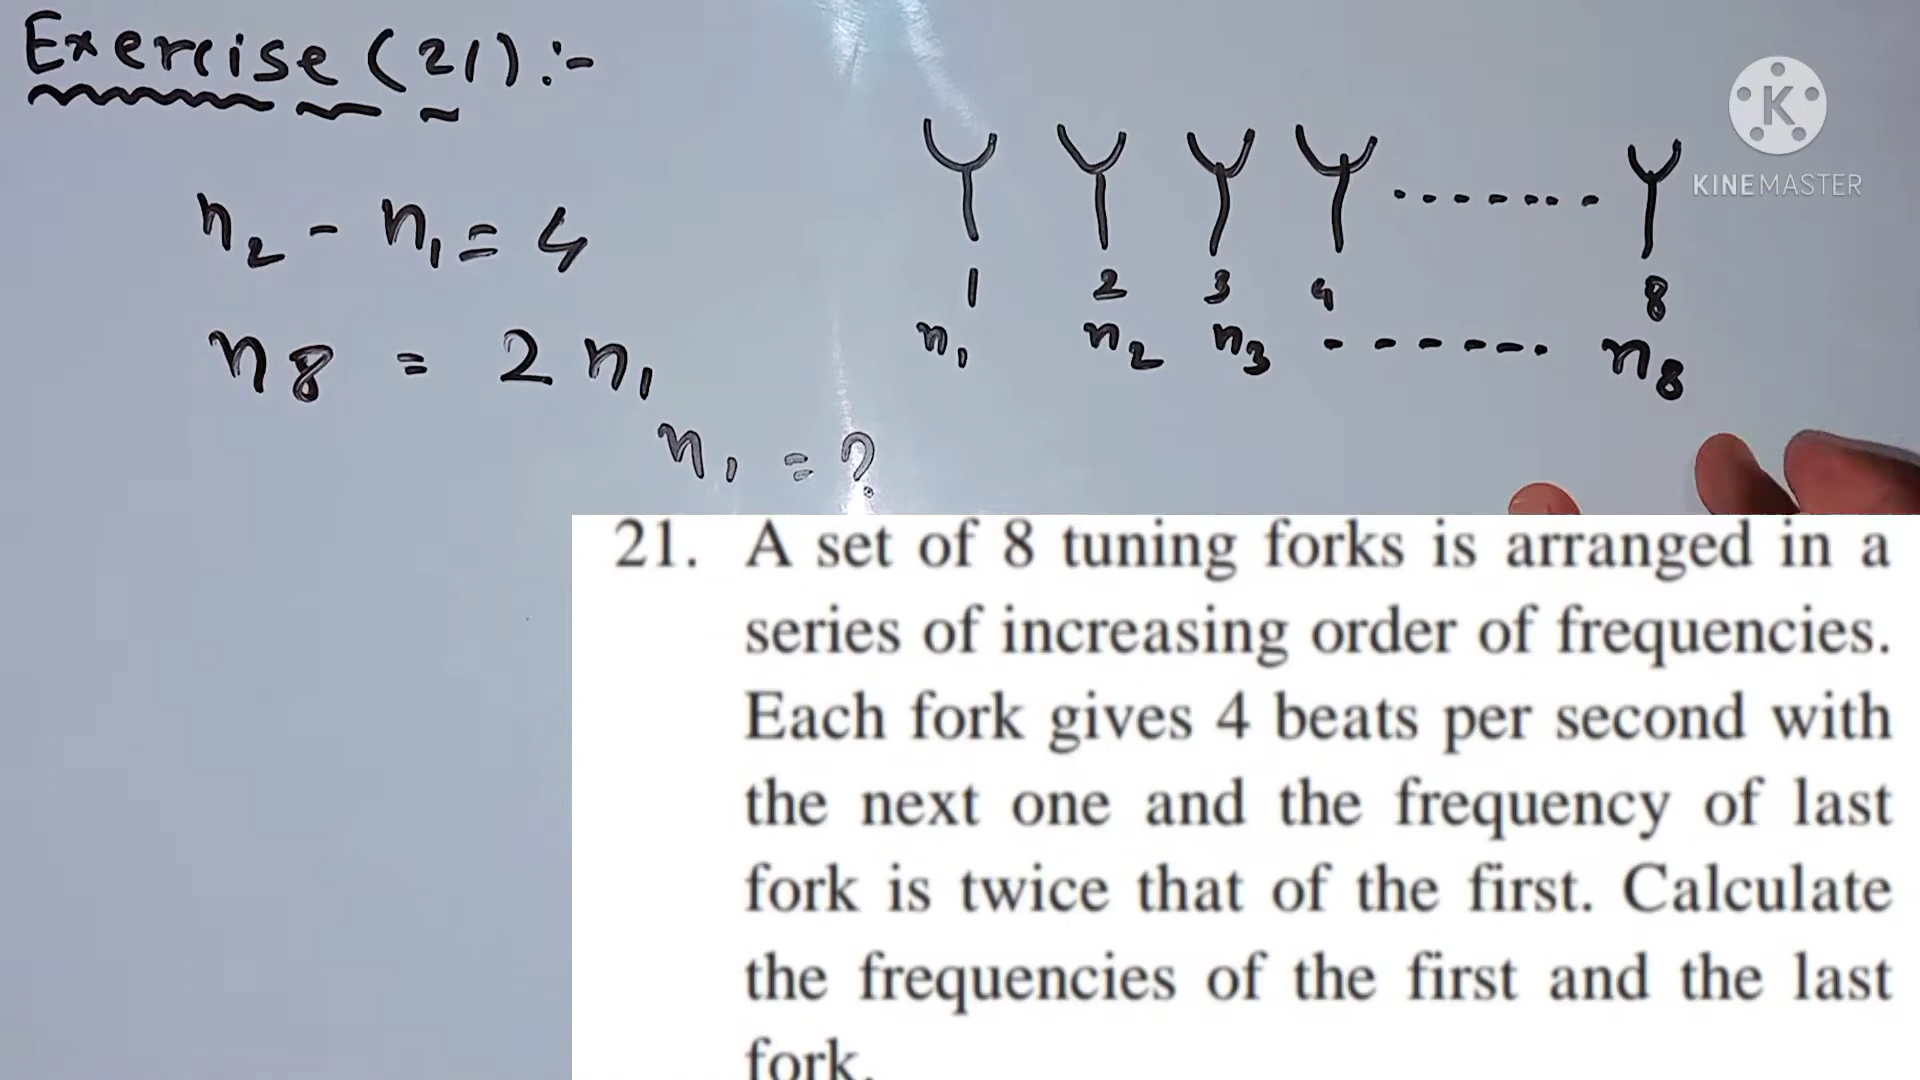 Exercise (21):-
n2 - n1 = 4
n8 = 2 n1
n1 = ?
1 2 3 4 ....... 8
n1 n2 n3 ------ n8
K
KINEMASTER
21. A set of 8 tuning forks is arranged in a
series of increasing order of frequencies.
Each fork gives 4 beats per second with
the next one and the frequency of last
fork is twice that of the first. Calculate
the frequencies of the first and the last
fork.